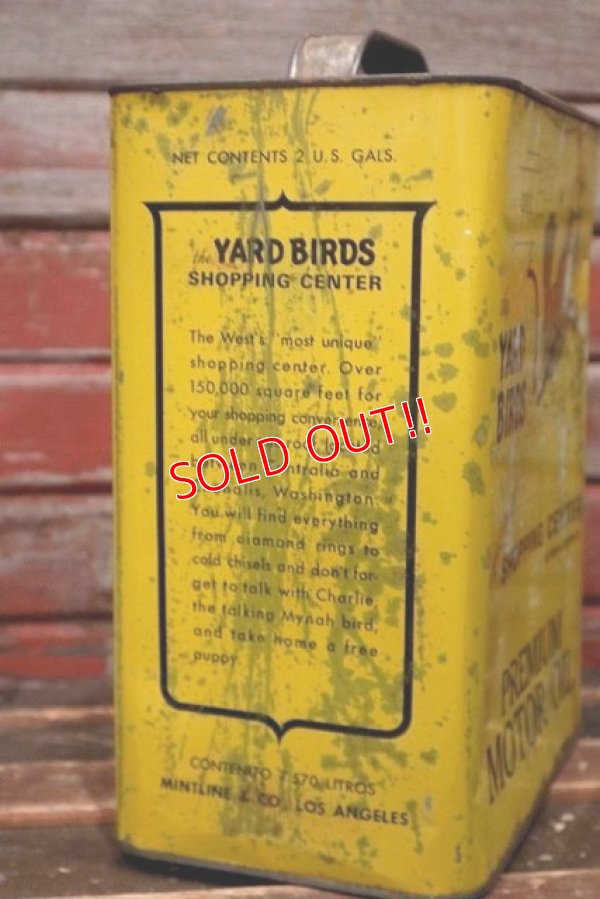 NET CONTENTS 2 U.S. GALS.
the YARD BIRDS
SHOPPING CENTER
The West's "most unique"
shopping center. Over
150,000 square feet for
your shopping convenience
all under
Centralia and
Washington.
You will find everything
from diamond rings to
cold chisels and don't for-
get to talk with Charlie,
the talking Mynah bird,
and take home a free
puppy.
CONTENITO 7.570 LITROS
MINTLINE & CO., LOS ANGELES
SOLD OUT!!
YARD
BIRDS
SHOPPING CENTER
PREMIUM
MOTOR OIL